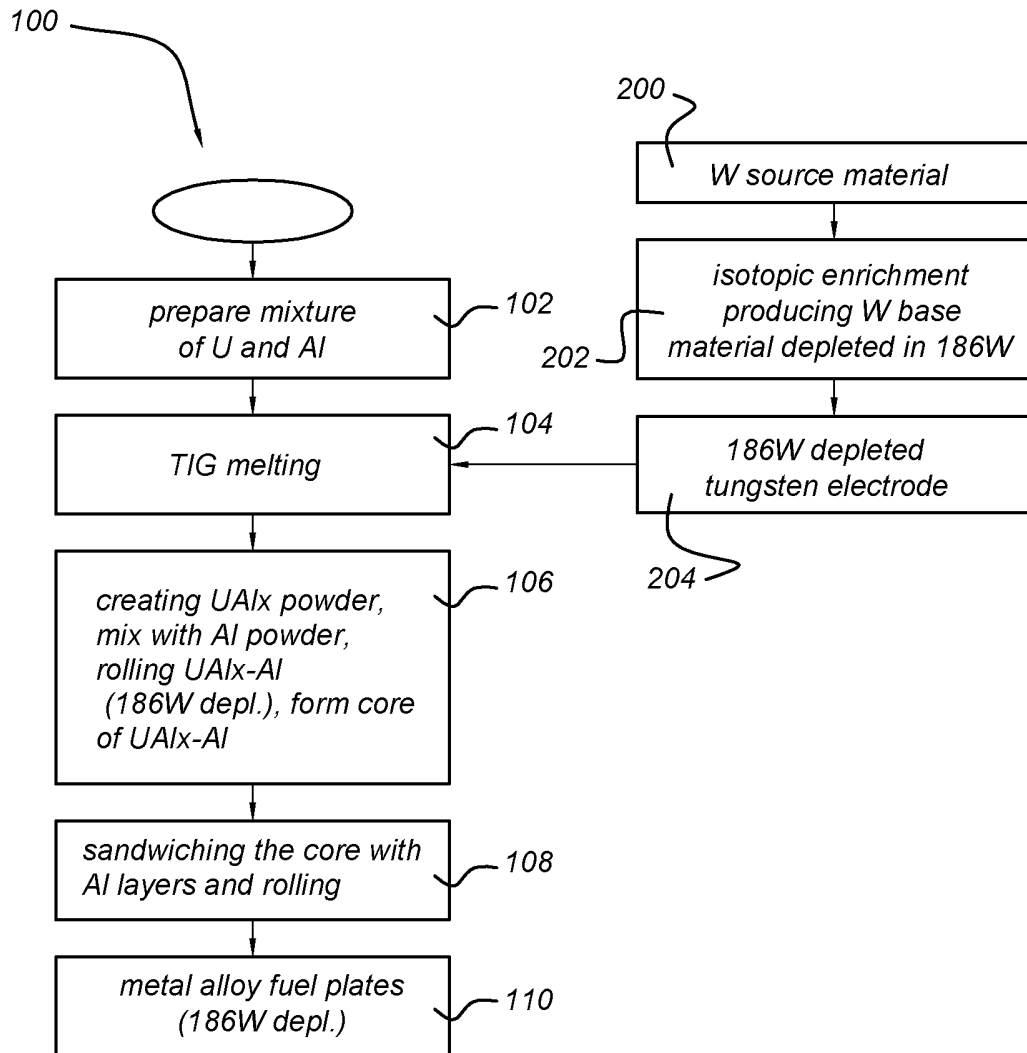 100
200
W source material
prepare mixture
of U and Al
102
isotopic enrichment
producing W base
material depleted in 186W
202
TIG melting
104
186W depleted
tungsten electrode
204
creating UAlx powder,
mix with Al powder,
rolling UAlx-Al
(186W depl.), form core
of UAlx-Al
106
sandwiching the core with
Al layers and rolling
108
metal alloy fuel plates
(186W depl.)
110